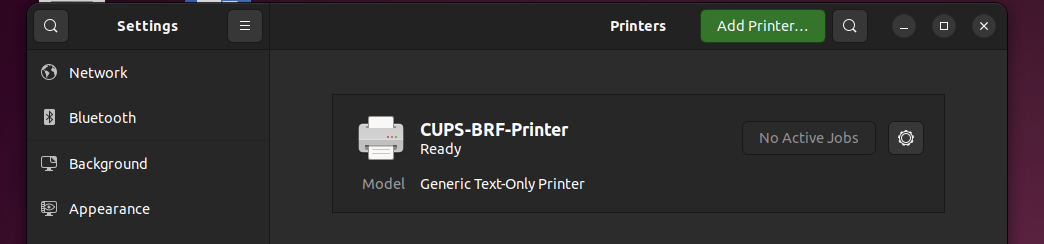 Settings
Printers
Add Printer...
Network
Bluetooth
Background
Appearance
CUPS-BRF-Printer
Ready
No Active Jobs
Model Generic Text-Only Printer